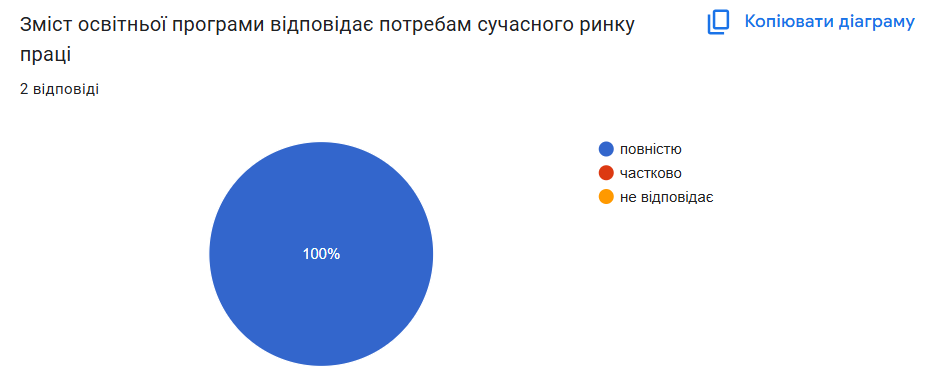 Зміст освітньої програми відповідає потребам сучасного ринку
праці
Копіювати діаграму
2 відповіді
повністю
частково
не відповідає
100%